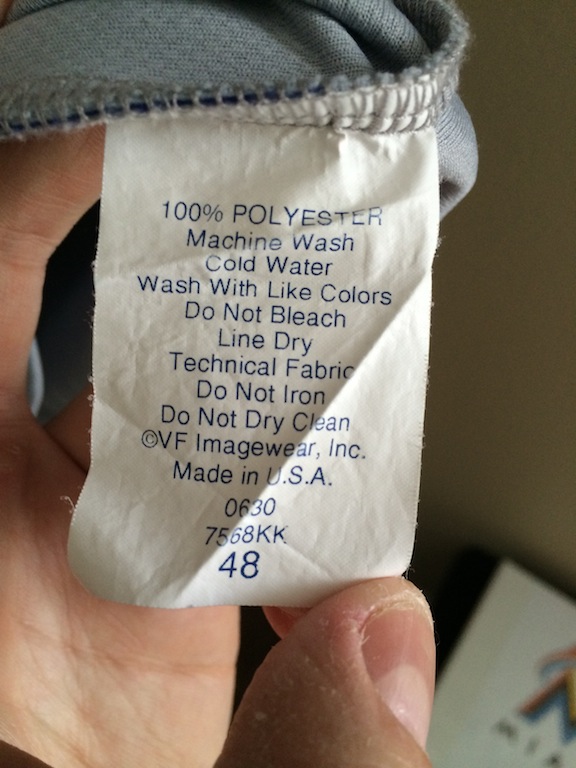 100% POLYESTER
Machine Wash
Cold Water
Wash With Like Colors
Do Not Bleach
Line Dry
Technical Fabric
Do Not Iron
Do Not Dry Clean
©VF Imagewear, Inc.
Made in U.S.A.
0630
7568KK
48